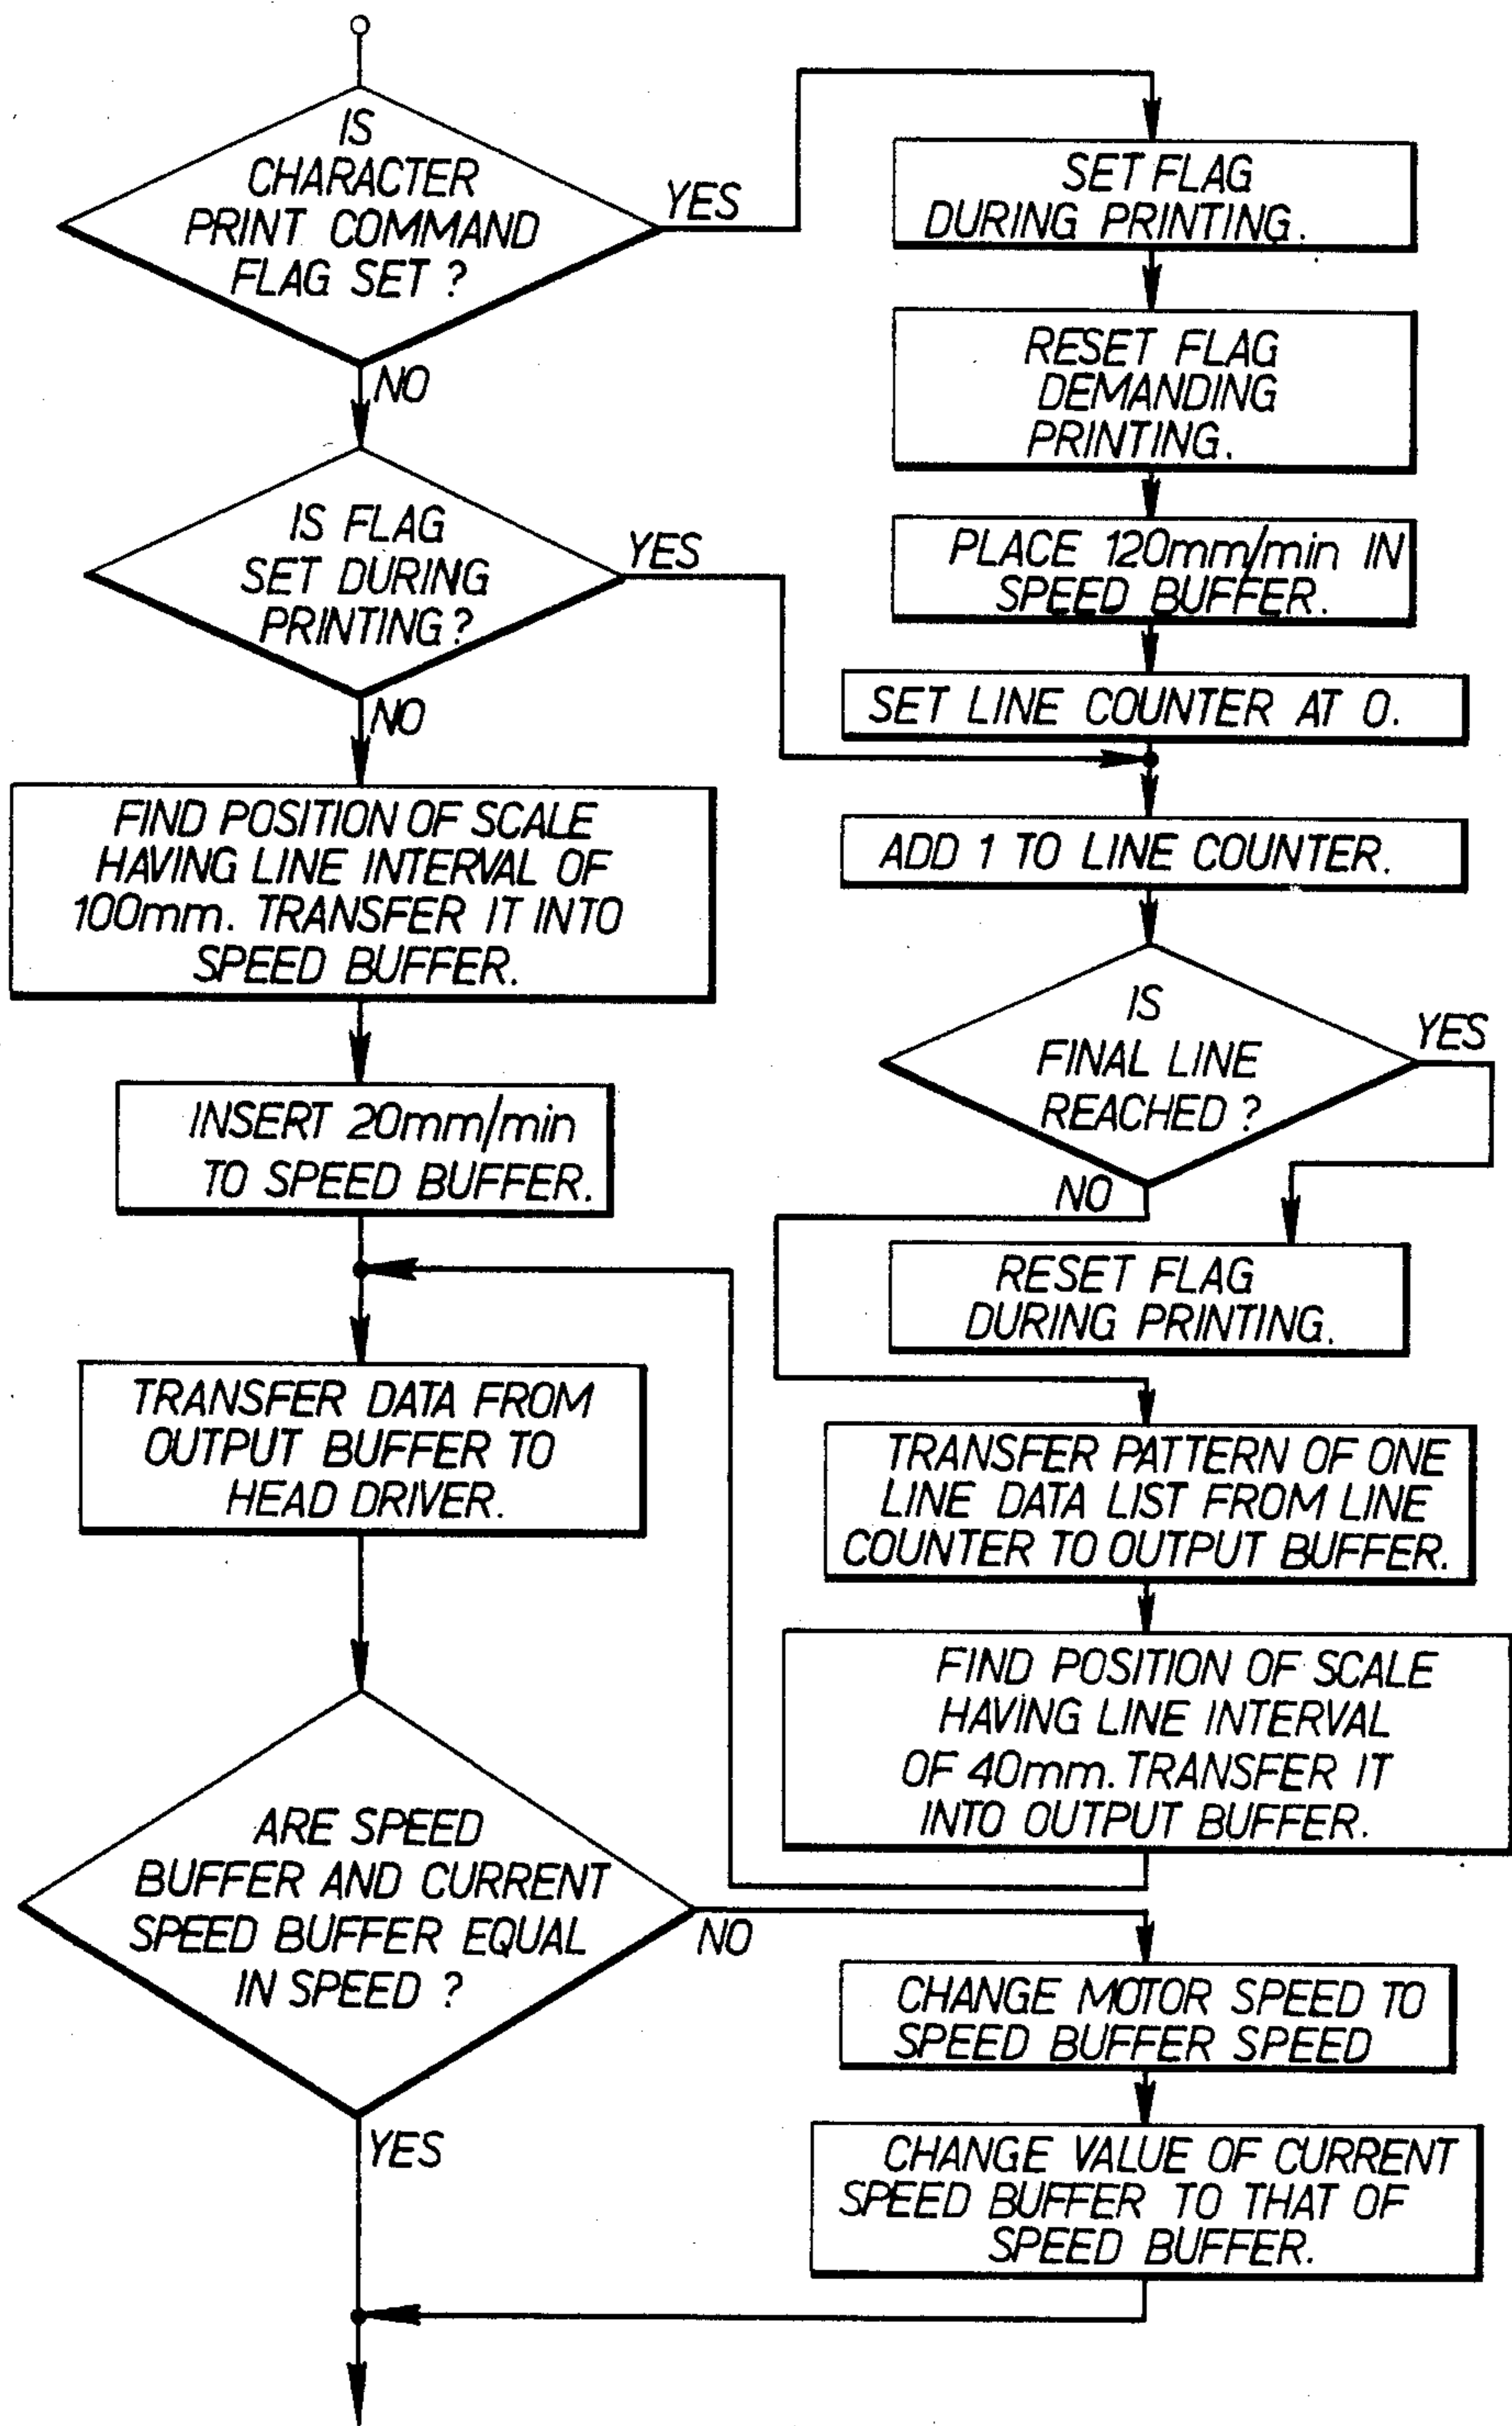 IS
CHARACTER
PRINT COMMAND
FLAG SET ?
YES
NO
IS FLAG
SET DURING
PRINTING?
YES
NO
FIND POSITION OF SCALE
HAVING LINE INTERVAL OF
100mm. TRANSFER IT INTO
SPEED BUFFER.
INSERT 20mm/min
TO SPEED BUFFER.
TRANSFER DATA FROM
OUTPUT BUFFER TO
HEAD DRIVER.
ARE SPEED
BUFFER AND CURRENT
SPEED BUFFER EQUAL
IN SPEED ?
NO
YES
SET FLAG
DURING PRINTING.
RESET FLAG
DEMANDING
PRINTING.
PLACE 120mm/min IN
SPEED BUFFER.
SET LINE COUNTER AT 0.
ADD 1 TO LINE COUNTER.
IS
FINAL LINE
REACHED ?
YES
NO
RESET FLAG
DURING PRINTING.
TRANSFER PATTERN OF ONE
LINE DATA LIST FROM LINE
COUNTER TO OUTPUT BUFFER.
FIND POSITION OF SCALE
HAVING LINE INTERVAL
OF 40mm. TRANSFER IT
INTO OUTPUT BUFFER.
CHANGE MOTOR SPEED TO
SPEED BUFFER SPEED
CHANGE VALUE OF CURRENT
SPEED BUFFER TO THAT OF
SPEED BUFFER.